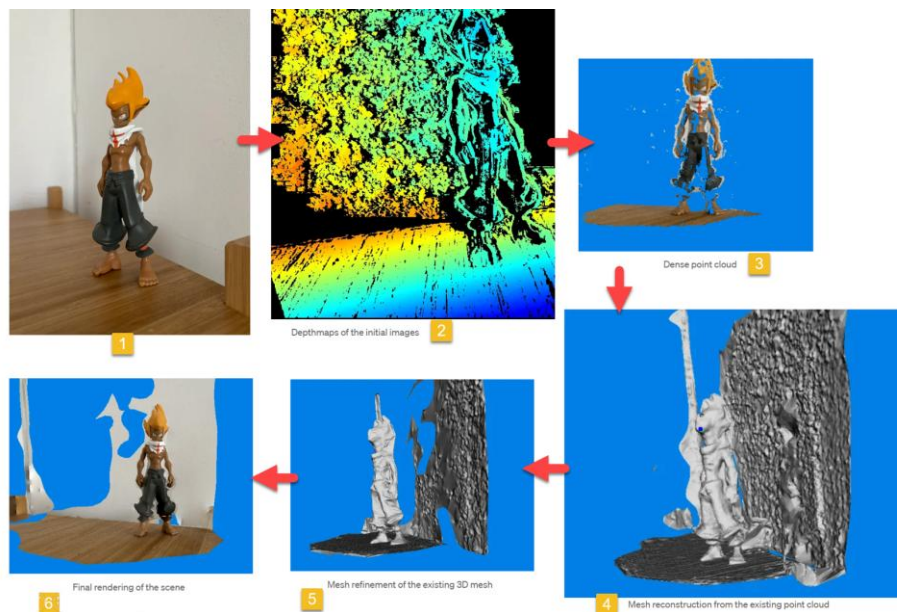 1
Depthmaps of the initial images
2
Dense point cloud
3
4
Mesh reconstruction from the existing point cloud
Mesh refinement of the existing 3D mesh
5
Final rendering of the scene
6